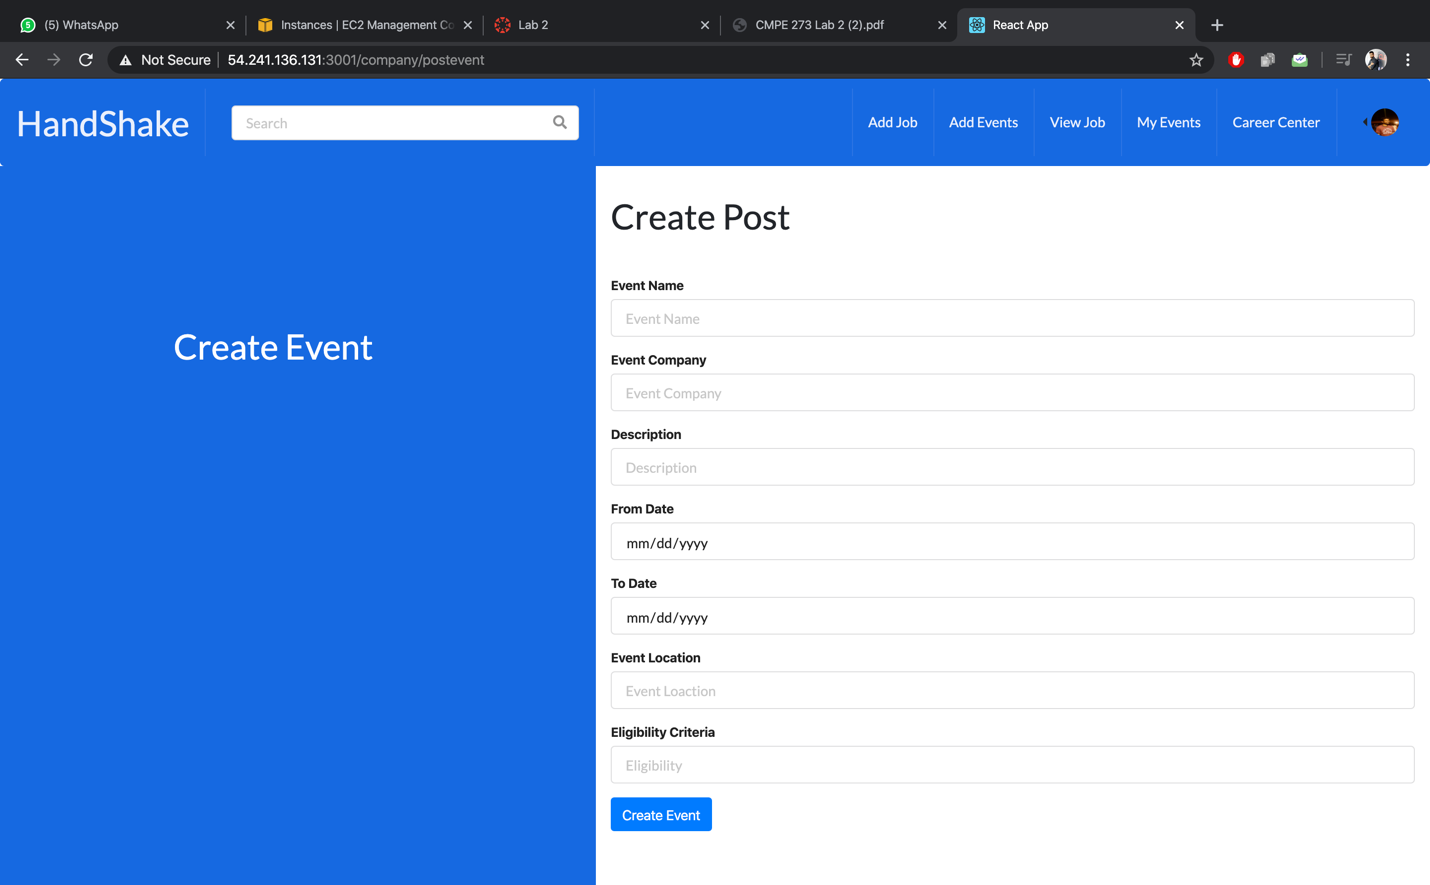 (5) WhatsApp
Instances | EC2 Management Co
Lab 2
CMPE 273 Lab 2 (2).pdf
React App
Not Secure
54.241.136.131:3001/company/postevent
HandShake
Search
Add Job
Add Events
View Job
My Events
Career Center
Create Event
Create Post
Event Name
Event Name
Event Company
Event Company
Description
Description
From Date
mm/dd/yyyy
To Date
mm/dd/yyyy
Event Location
Event Loaction
Eligibility Criteria
Eligibility
Create Event